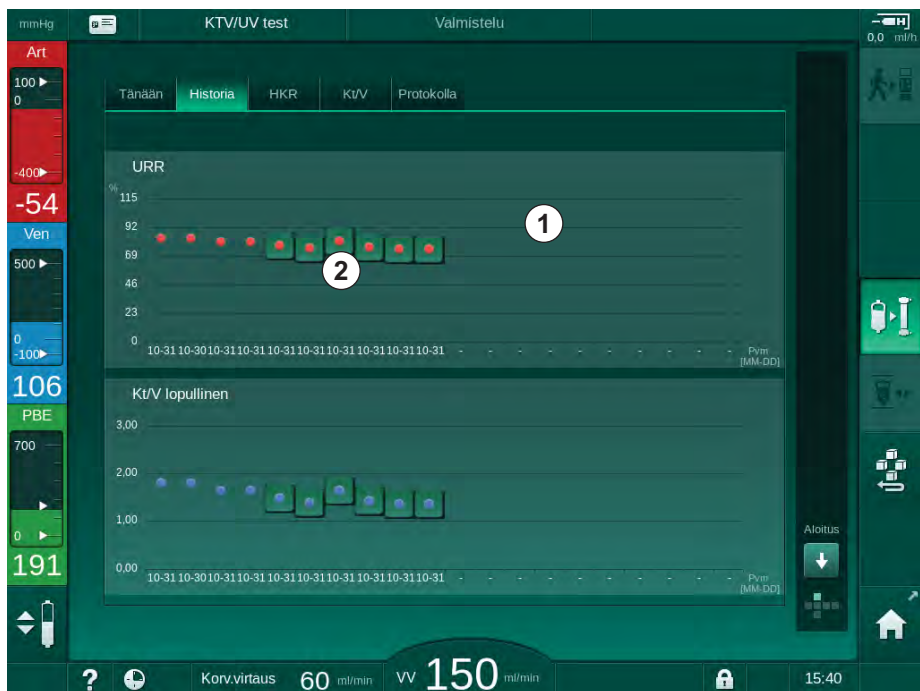 mmHg
KTV/UV test
Valmistelu
0,0 ml/h
Art
100
0
-400
-54
Ven
500
0
-100
106
PBE
700
0
191
Tänään Historia HKR Kt/V Protokolla
URR
%
115
92
69
46
23
0
1
2
10-31 10-30 10-31 10-31 10-31 10-31 10-31 10-31 10-31 10-31 - - - - - - - - - - Pvm
[MM-DD]
Kt/V lopullinen
3,00
2,00
1,00
0,00
10-31 10-30 10-31 10-31 10-31 10-31 10-31 10-31 10-31 10-31 - - - - - - - - - - Pvm
[MM-DD]
Aloitus
? Korv.virtaus 60 ml/min VV 150 ml/min 15:40